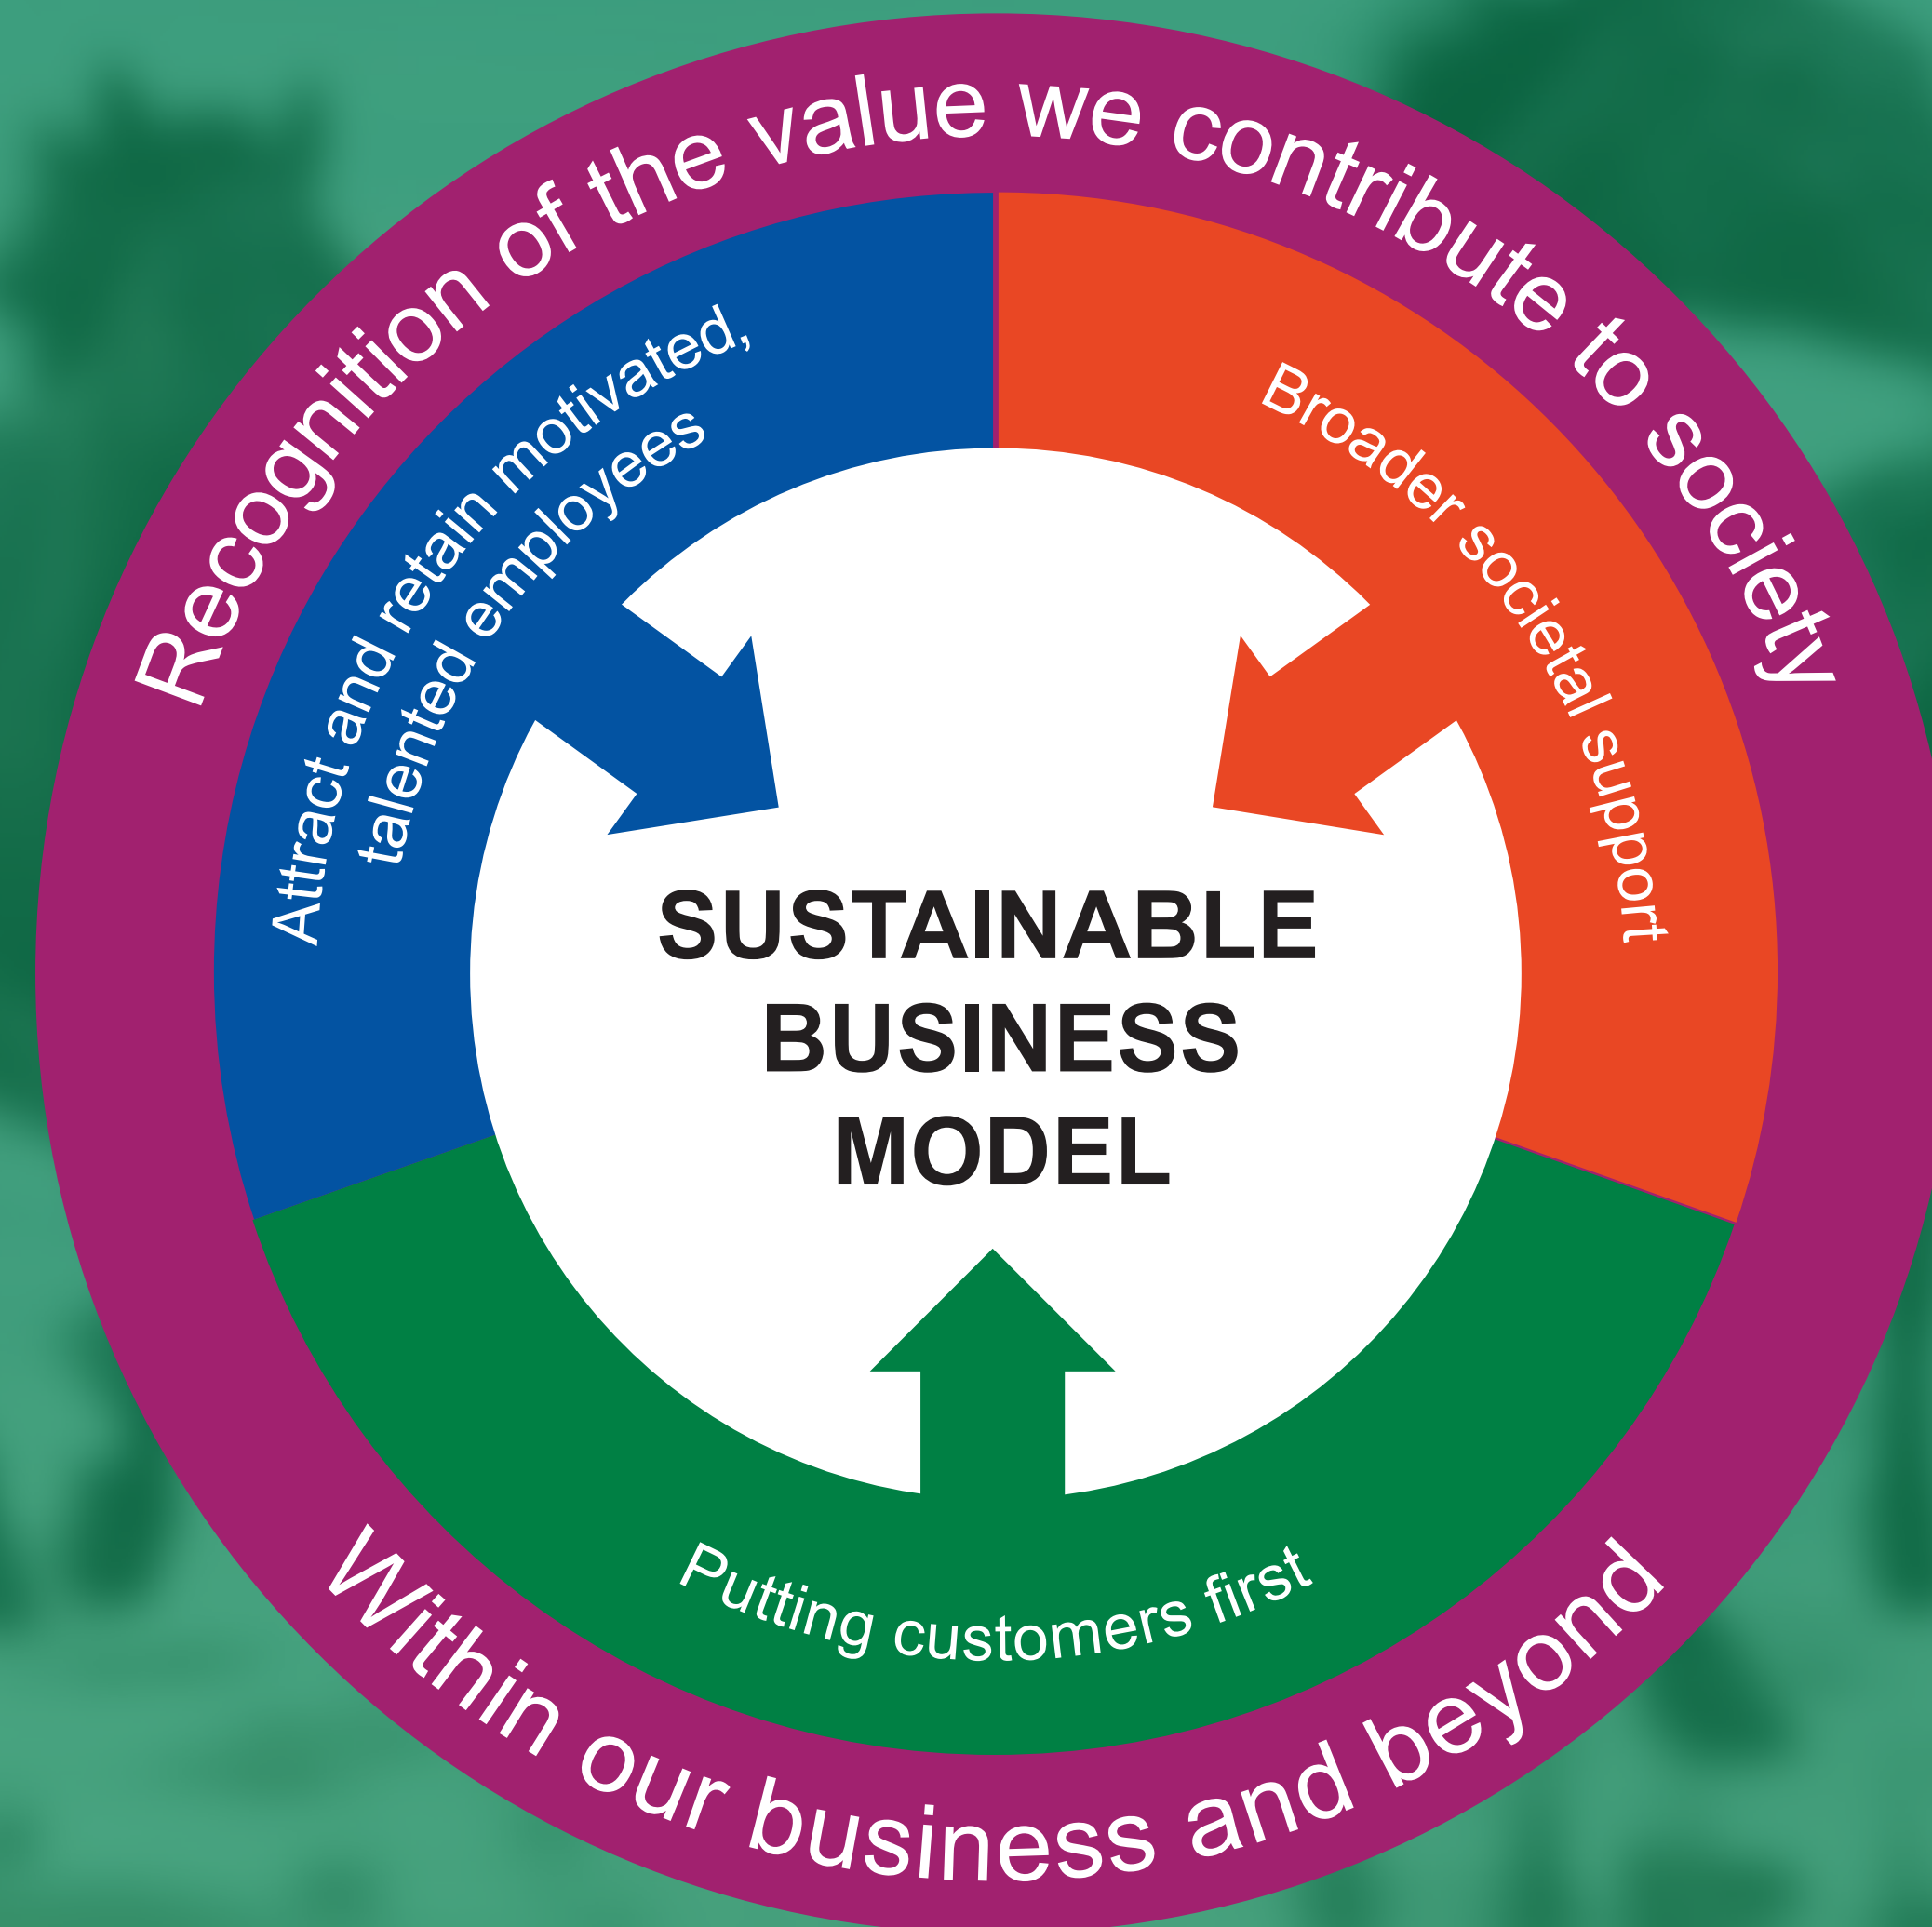 Recognition of the value we contribute to society
Attract and retain motivated,
talented employees
Broader societal support
SUSTAINABLE
BUSINESS
MODEL
Putting customers first
Within our business and beyond